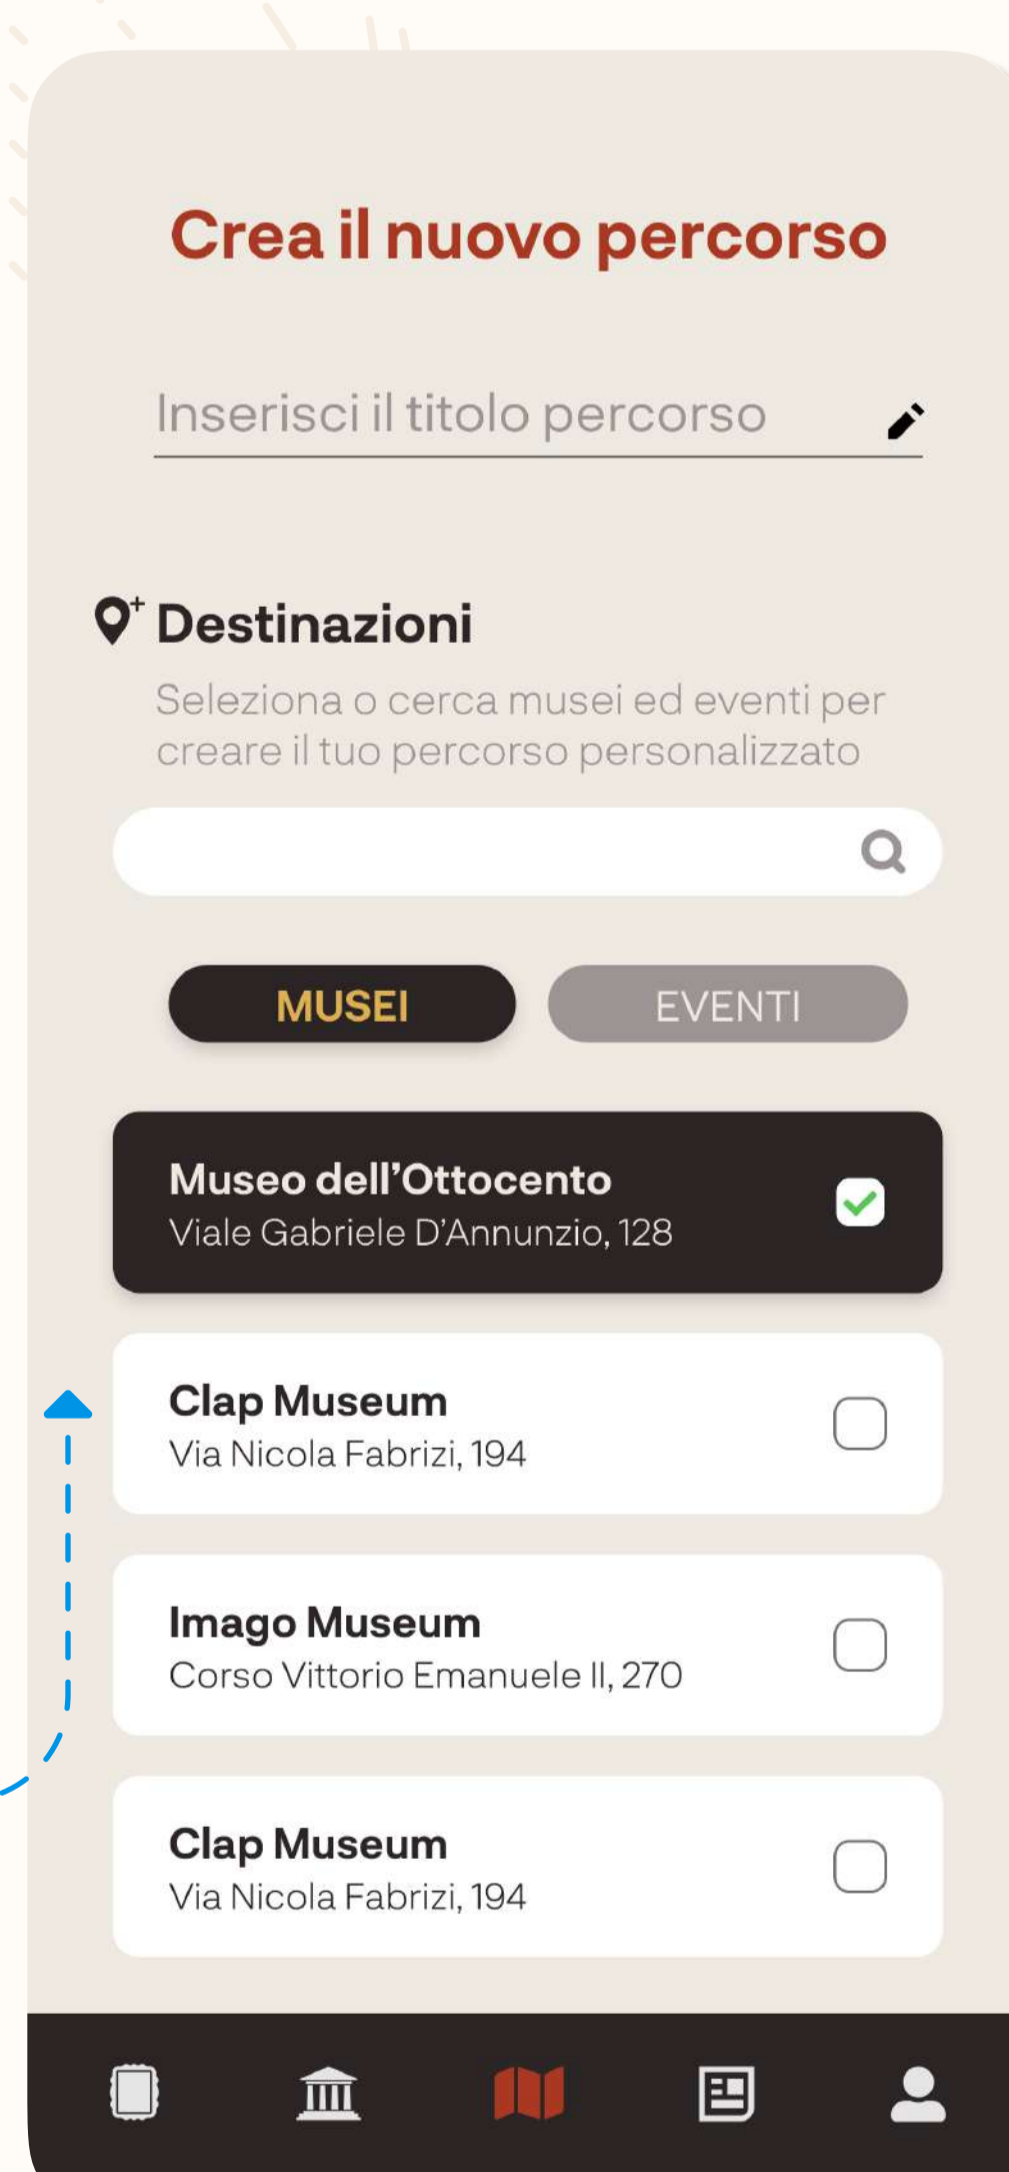 Crea il nuovo percorso
Inserisci il titolo percorso
Destinazioni
Seleziona o cerca musei ed eventi per
creare il tuo percorso personalizzato
MUSEI
EVENTI
Museo dell’Ottocento
Viale Gabriele D’Annunzio, 128
Clap Museum
Via Nicola Fabrizi, 194
Imago Museum
Corso Vittorio Emanuele II, 270
Clap Museum
Via Nicola Fabrizi, 194